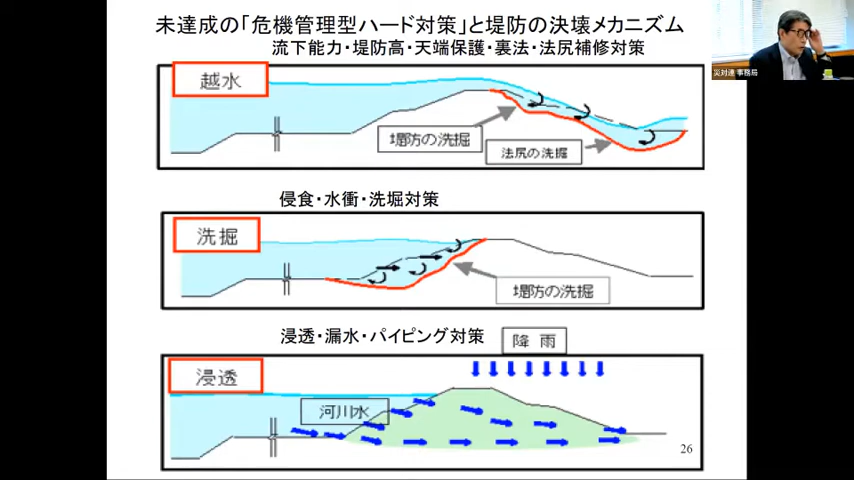 未達成の「危機管理型ハード対策」と堤防の決壊メカニズム
流下能力・堤防高・天端保護・裏法・法尻補修対策
越水
堤防の洗掘
法尻の洗掘
侵食・水衝・洗堀対策
洗掘
堤防の洗掘
浸透・漏水・パイピング対策
降雨
浸透
河川水
26
災対連 事務局